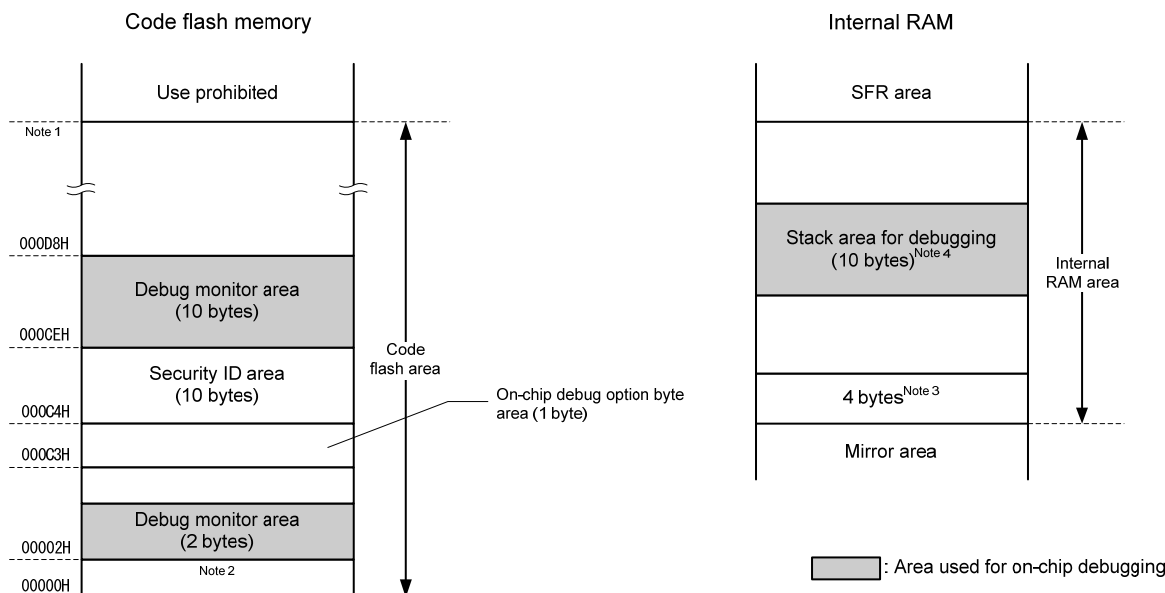 Code flash memory
Use prohibited
Note 1
000D8H
Debug monitor area
(10 bytes)
000CEH
Security ID area
(10 bytes)
000C4H
000C3H
Debug monitor area
(2 bytes)
00002H
Note 2
00000H
Code
flash area
On-chip debug option byte
area (1 byte)
Internal RAM
SFR area
Stack area for debugging
(10 bytes)Note 4
4 bytesNote 3
Mirror area
Internal
RAM area
: Area used for on-chip debugging